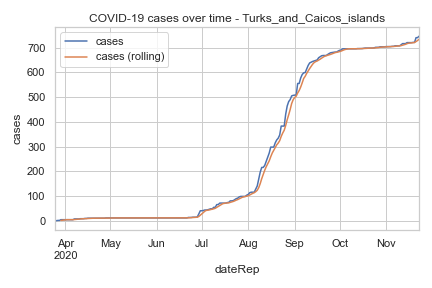 COVID-19 cases over time - Turks_and_Caicos_islands
cases
cases (rolling)
700
600
500
400
300
200
100
0
cases
Apr May Jun Jul Aug Sep Oct Nov
2020
dateRep